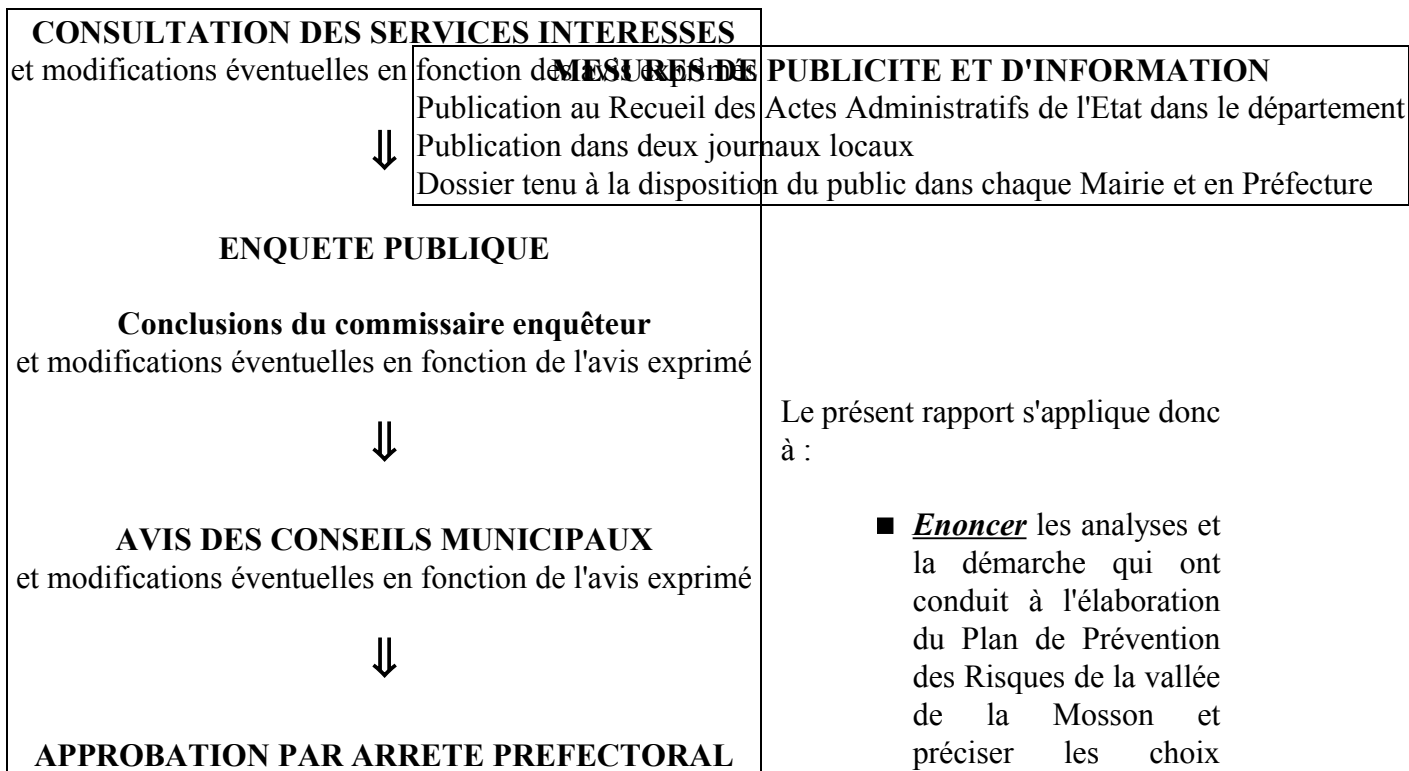 CONSULTATION DES SERVICES INTERESSES
et modifications éventuelles en fonction des avis exprimés
⇓
ENQUETE PUBLIQUE
Conclusions du commissaire enquêteur
et modifications éventuelles en fonction de l'avis exprimé
⇓
AVIS DES CONSEILS MUNICIPAUX
et modifications éventuelles en fonction de l'avis exprimé
⇓
APPROBATION PAR ARRETE PREFECTORAL
MESURES DE PUBLICITE ET D'INFORMATION
Publication au Recueil des Actes Administratifs de l'Etat dans le département
Publication dans deux journaux locaux
Dossier tenu à la disposition du public dans chaque Mairie et en Préfecture
Le présent rapport s'applique donc
à :
■ Enoncer les analyses et
la démarche qui ont
conduit à l'élaboration
du Plan de Prévention
des Risques de la vallée
de la Mosson et
préciser les choix